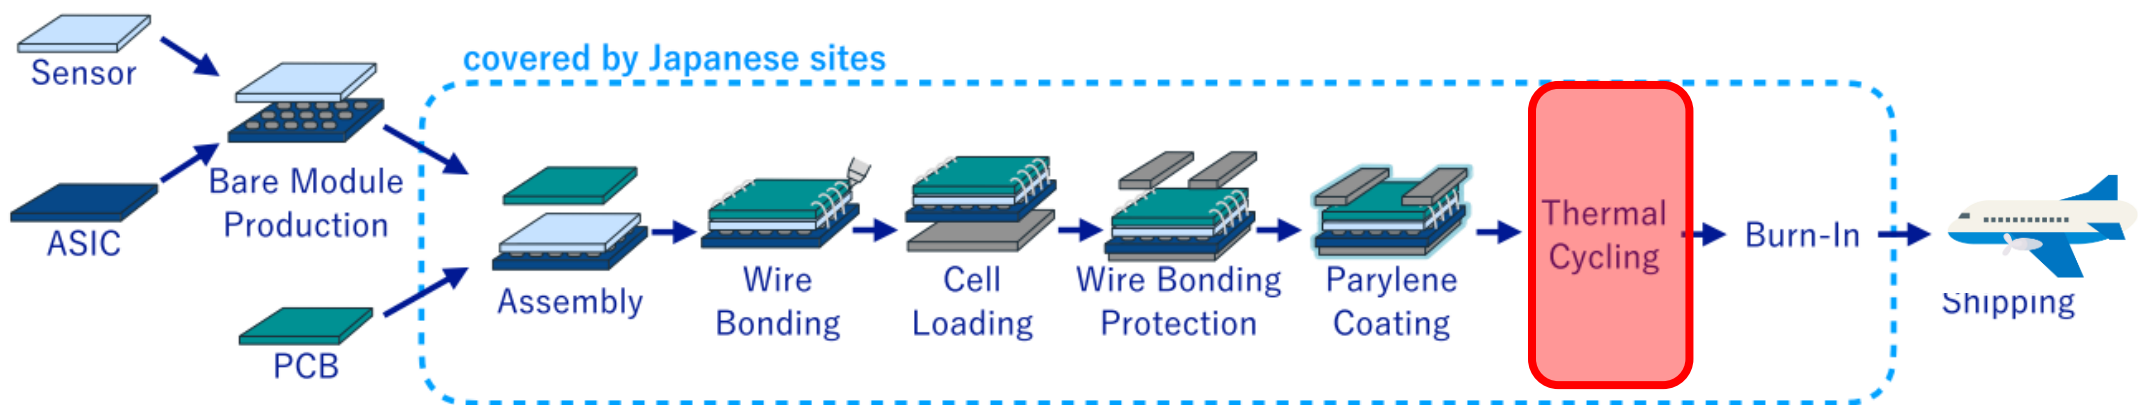 covered by Japanese sites
Sensor
ASIC
Bare Module
Production
PCB
Assembly
Wire
Bonding
Cell
Loading
Wire Bonding
Protection
Parylene
Coating
Thermal
Cycling
Burn-In
Shipping